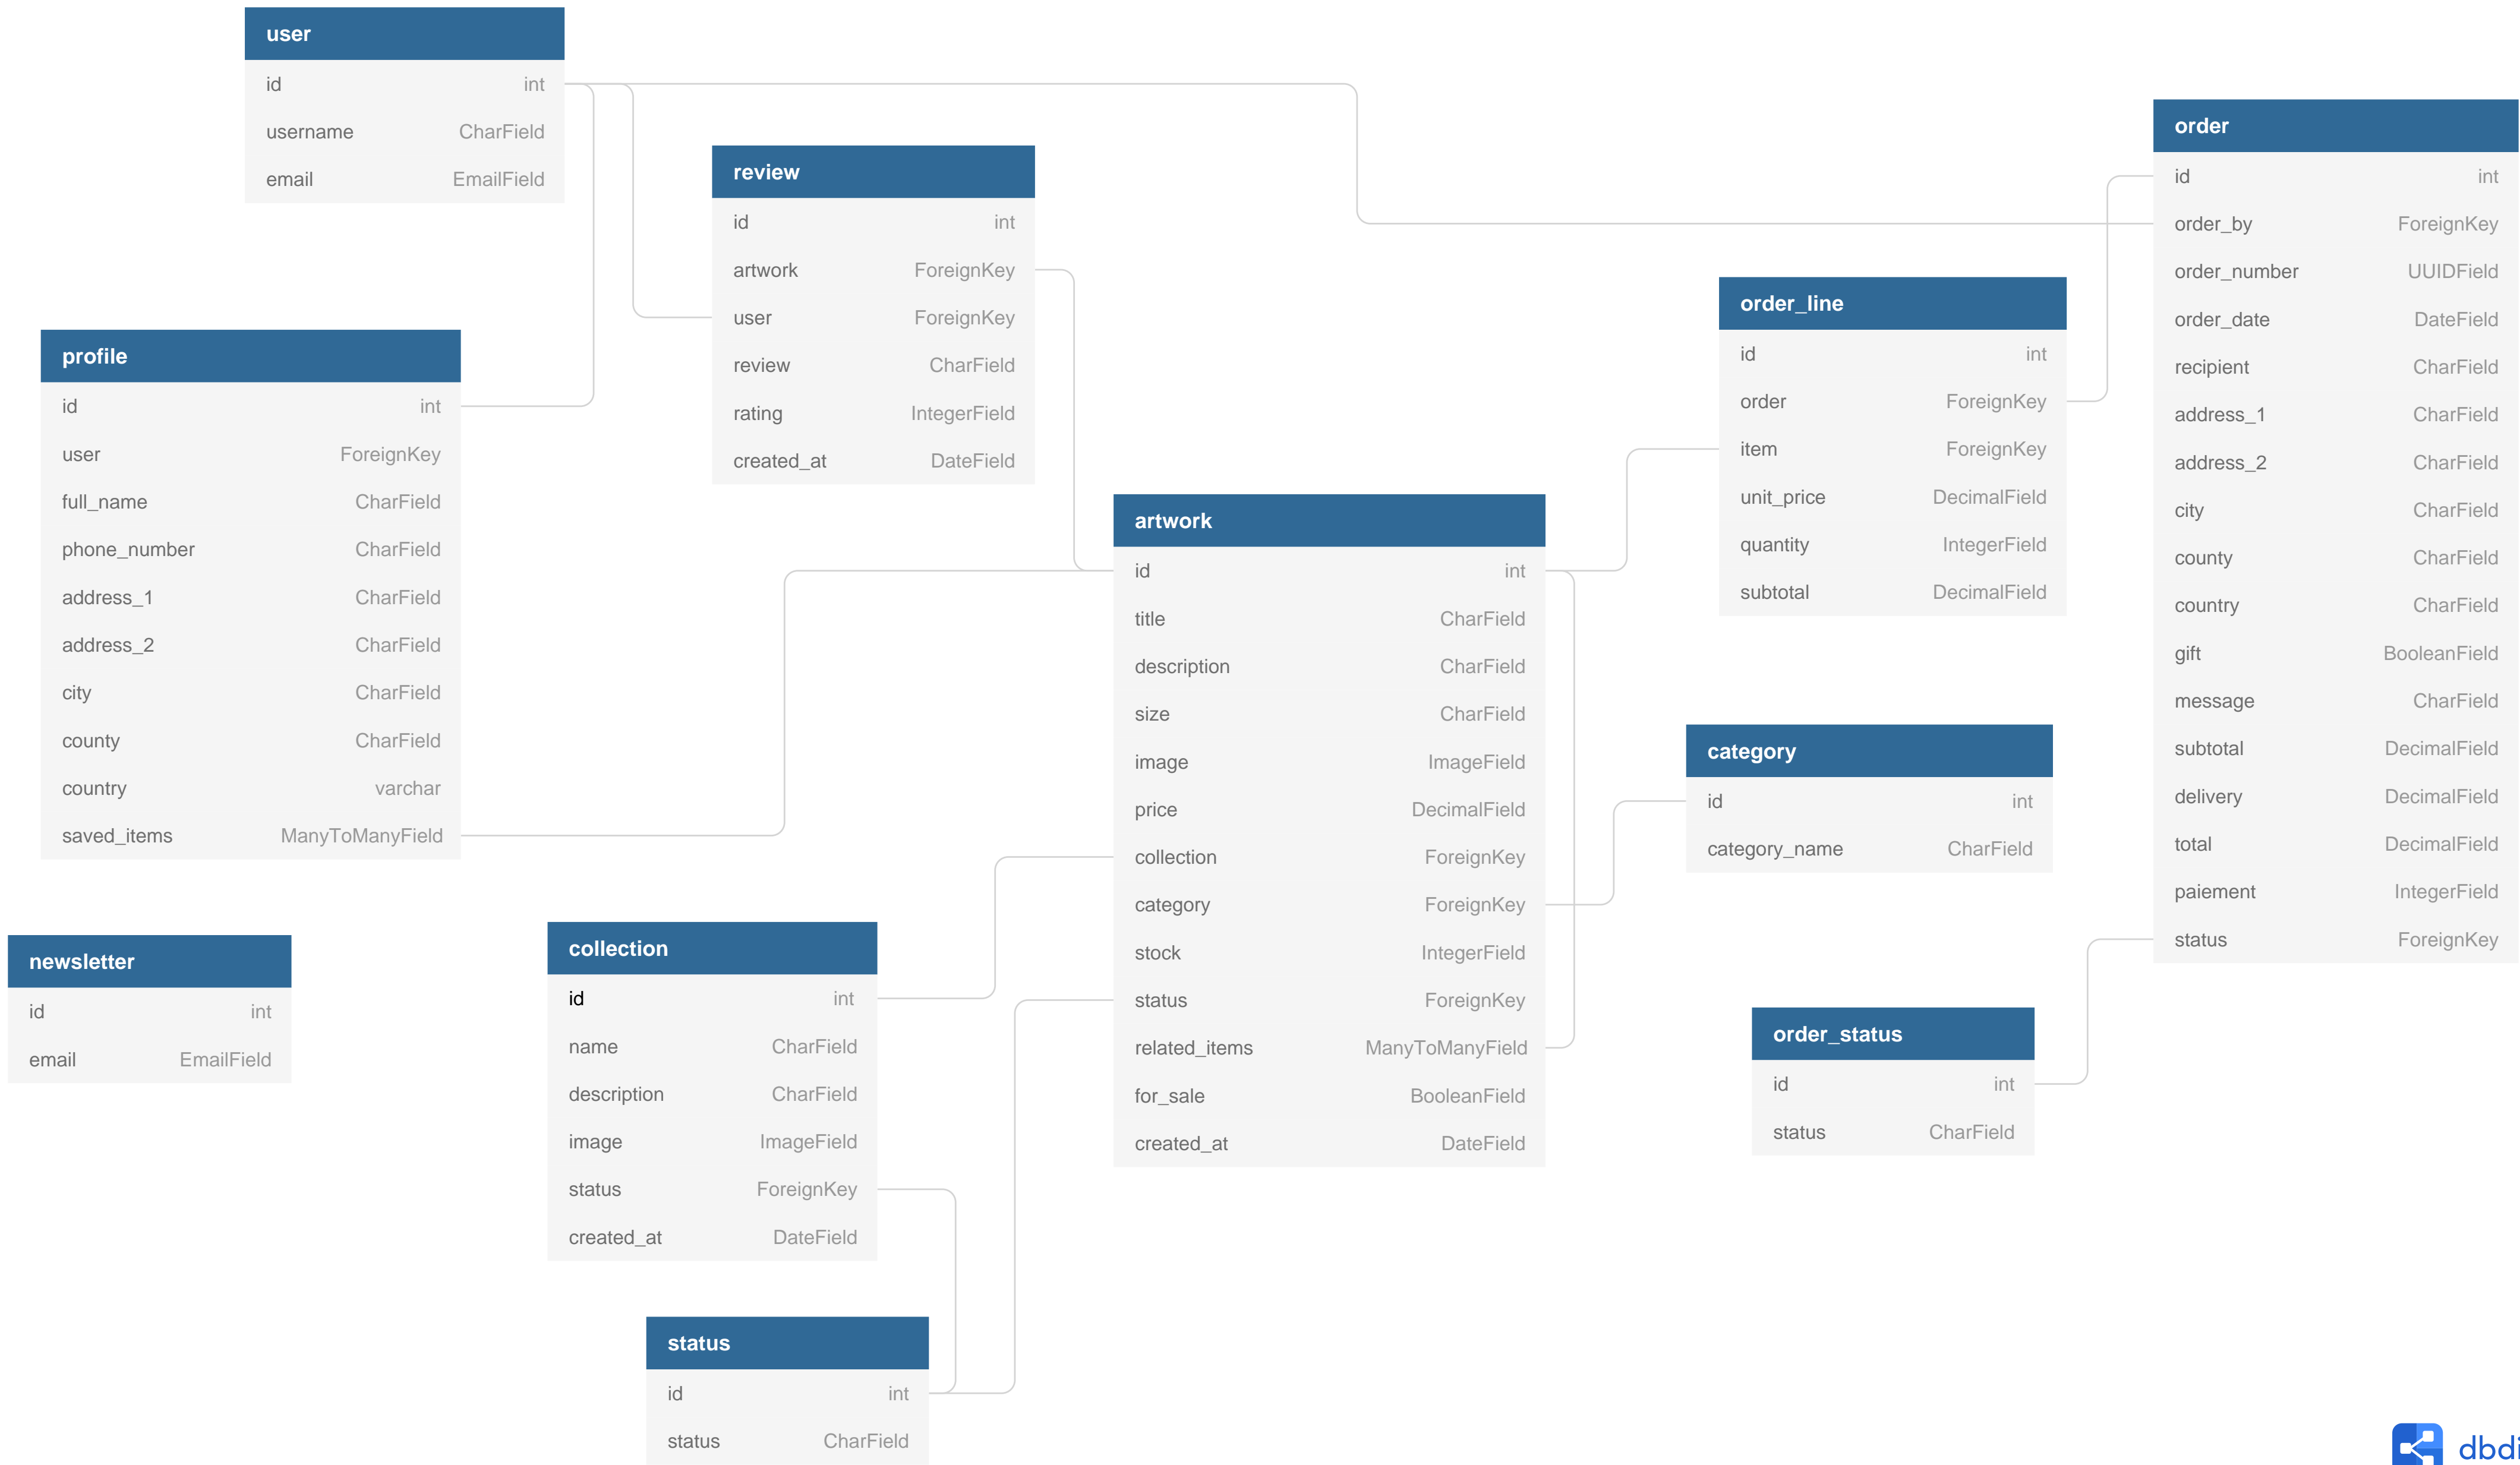 user
id int
username CharField
email EmailField
review
id int
artwork ForeignKey
user ForeignKey
review CharField
rating IntegerField
created_at DateField
profile
id int
user ForeignKey
full_name CharField
phone_number CharField
address_1 CharField
address_2 CharField
city CharField
county CharField
country varchar
saved_items ManyToManyField
newsletter
id int
email EmailField
collection
id int
name CharField
description CharField
image ImageField
status ForeignKey
created_at DateField
status
id int
status CharField
artwork
id int
title CharField
description CharField
size CharField
image ImageField
price DecimalField
collection ForeignKey
category ForeignKey
stock IntegerField
status ForeignKey
related_items ManyToManyField
for_sale BooleanField
created_at DateField
order_line
id int
order ForeignKey
item ForeignKey
unit_price DecimalField
quantity IntegerField
subtotal DecimalField
category
id int
category_name CharField
order_status
id int
status CharField
order
id int
order_by ForeignKey
order_number UUIDField
order_date DateField
recipient CharField
address_1 CharField
address_2 CharField
city CharField
county CharField
country CharField
gift BooleanField
message CharField
subtotal DecimalField
delivery DecimalField
total DecimalField
paiement IntegerField
status ForeignKey